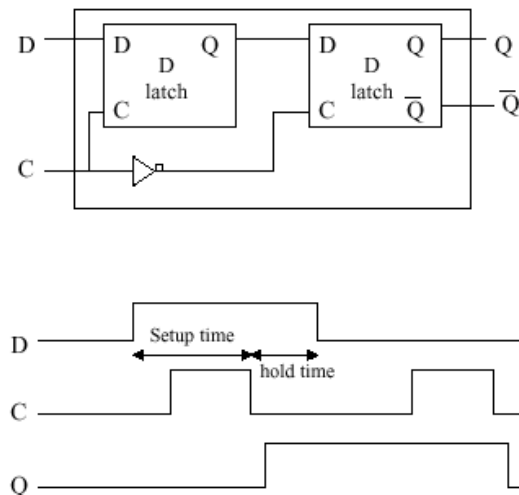 D D Q D Q Q
D D
latch latch Q̅ Q̅
C C
C
Setup time
D
hold time
C
Q